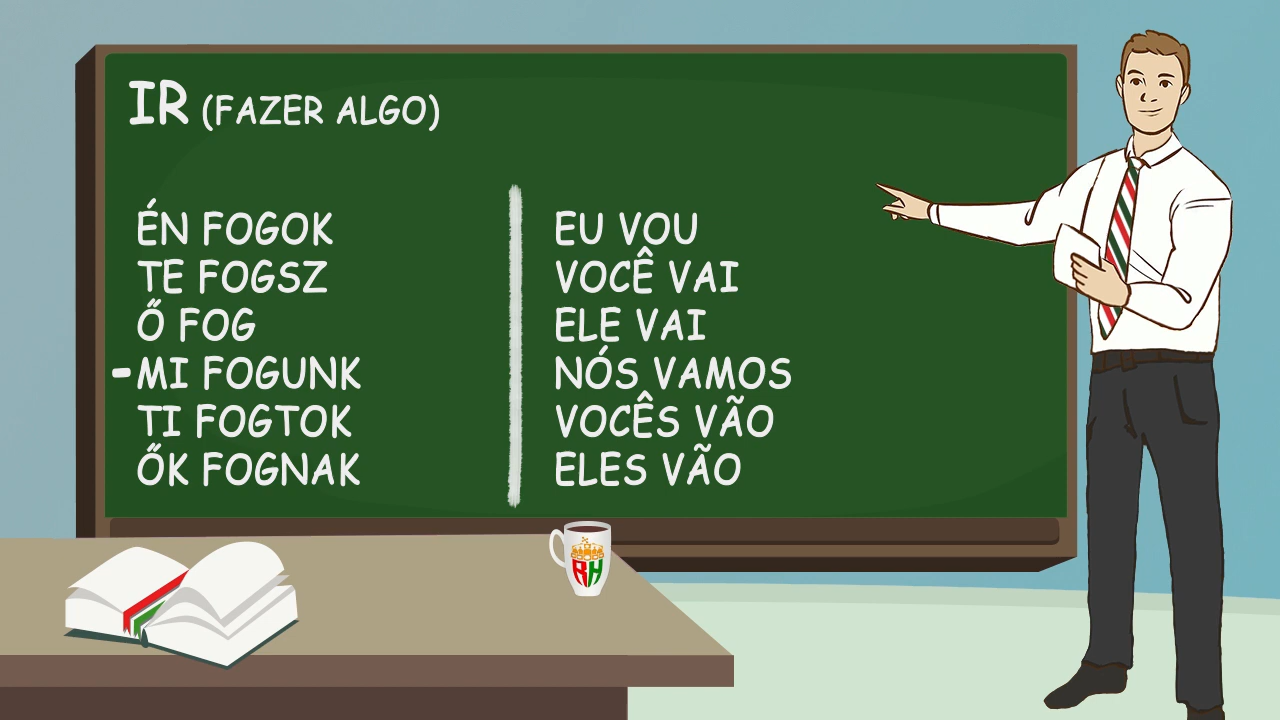 IR (FAZER ALGO)
ÉN FOGOK
TE FOGSZ
Ő FOG
-MI FOGUNK
TI FOGTOK
ŐK FOGNAK
EU VOU
VOCÊ VAI
ELE VAI
NÓS VAMOS
VOCÊS VÃO
ELES VÃO
RH